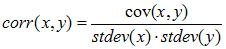 corr(x, y) = cov(x, y) / stdev(x) · stdev(y)